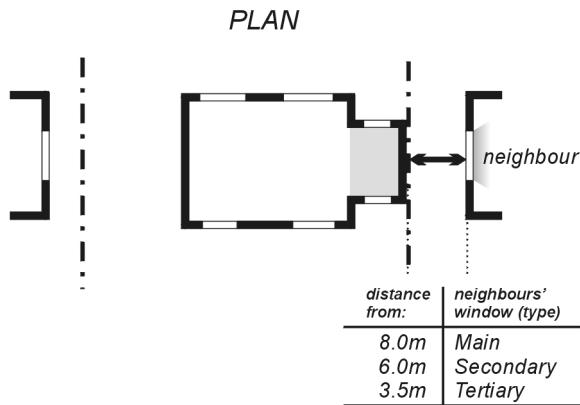 PLAN
neighbour
distance from:
neighbours' window (type)
8.0m Main
6.0m Secondary
3.5m Tertiary